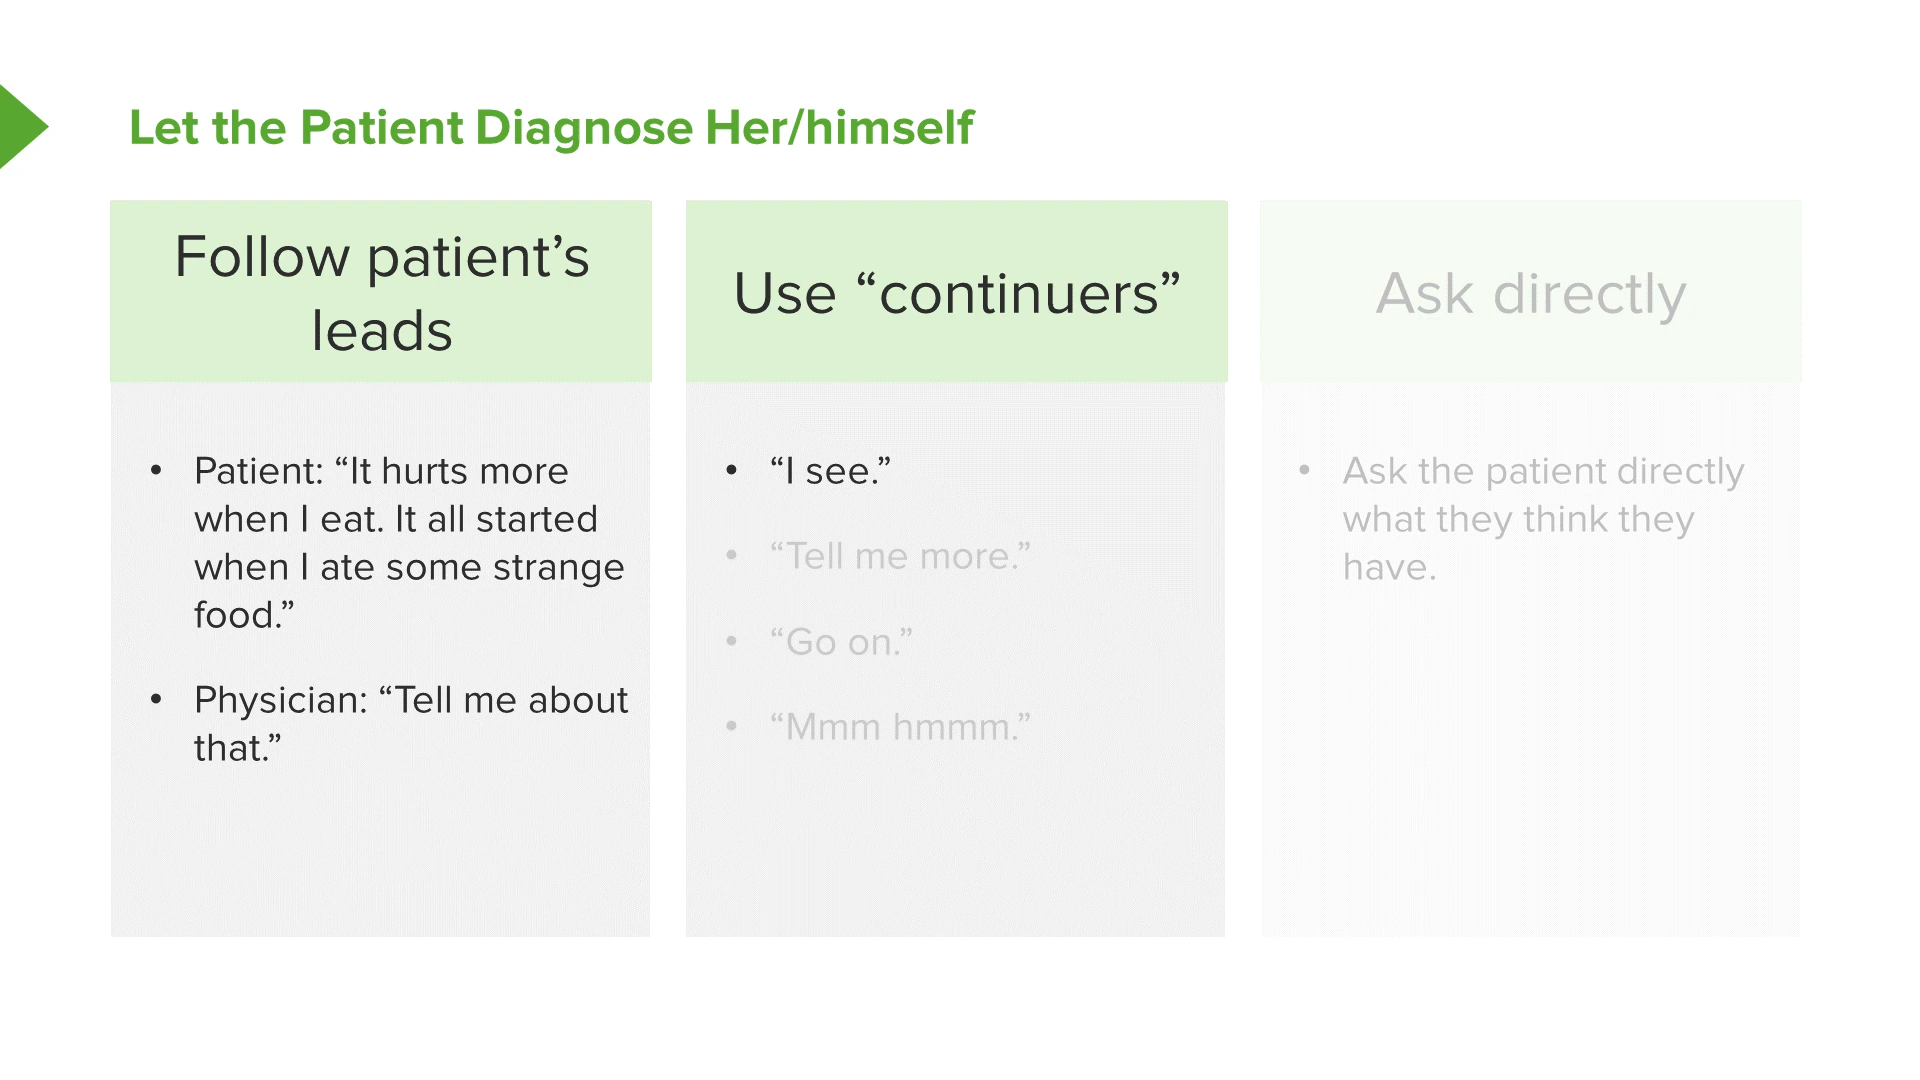 Let the Patient Diagnose Her/himself
Follow patient’s
leads
• Patient: “It hurts more
when I eat. It all started
when I ate some strange
food.”
• Physician: “Tell me about
that.”
Use “continuers”
• “I see.”
• “Tell me more.”
• “Go on.”
• “Mmm hmmm.”
Ask directly
• Ask the patient directly
what they think they
have.